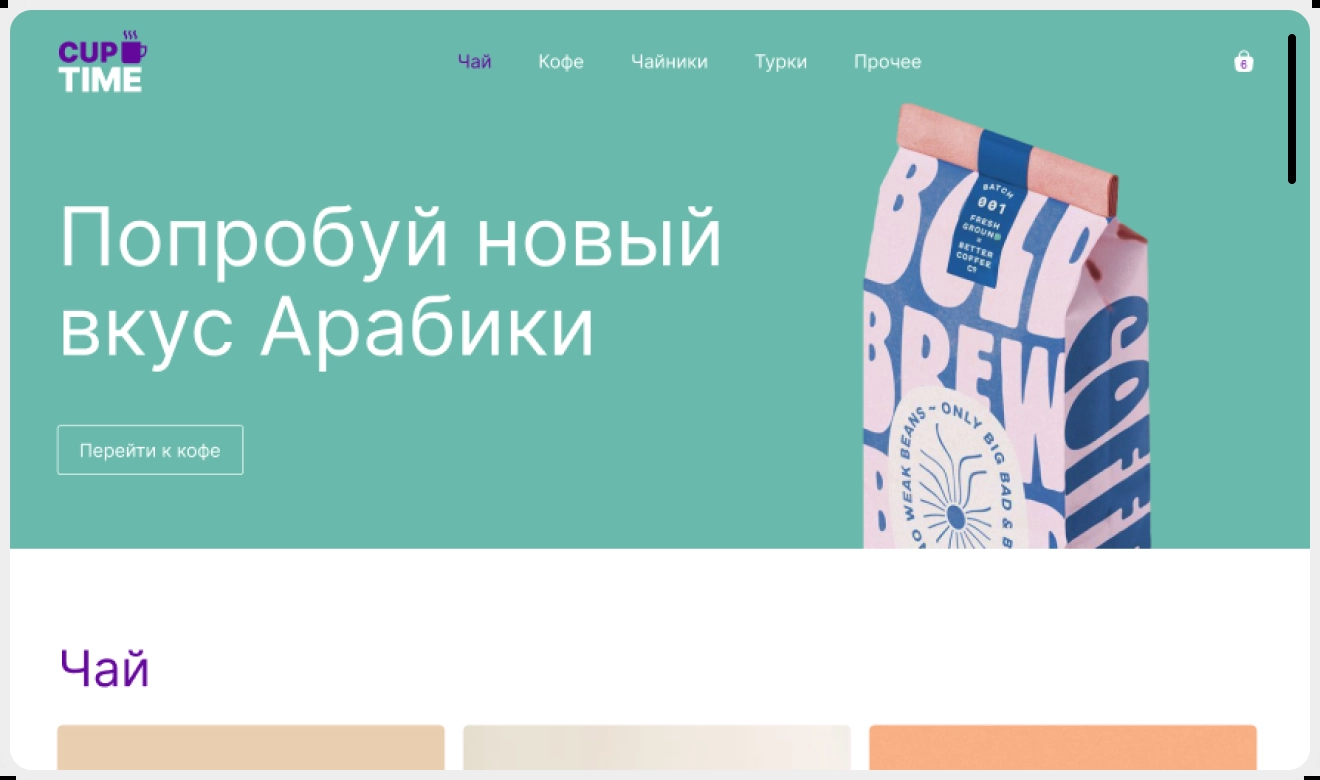 CUP
TIME
Чай
Кофе
Чайники
Турки
Прочее
6
Попробуй новый
вкус Арабики
Перейти к кофе
BATCH
001
FRESH
GROUND
BETTER
COFFEE
Co
BOLD
BREW
WEAK BEANS ~ ONLY BIG BAD & B
COFFEE
Чай